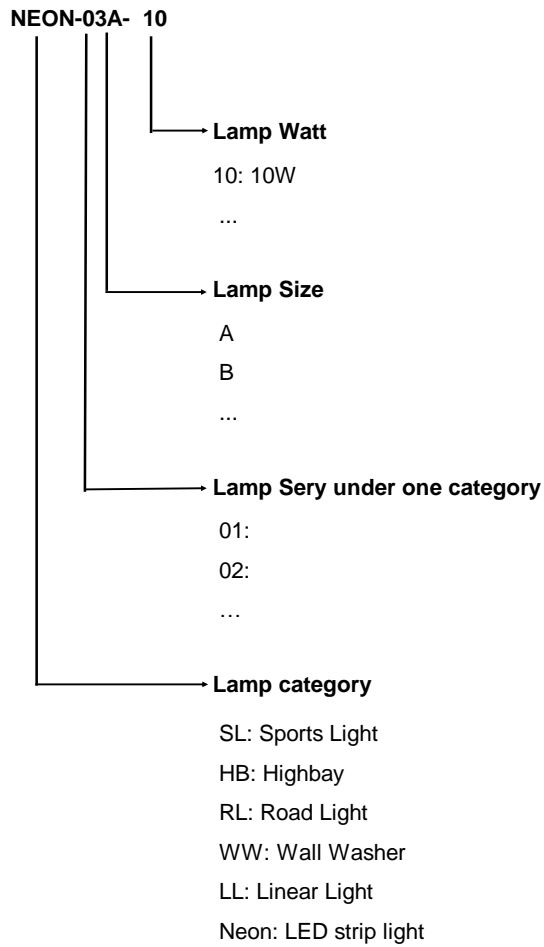 NEON-03A- 10
Lamp Watt
10: 10W
...
Lamp Size
A
B
...
Lamp Sery under one category
01:
02:
…
Lamp category
SL: Sports Light
HB: Highbay
RL: Road Light
WW: Wall Washer
LL: Linear Light
Neon: LED strip light